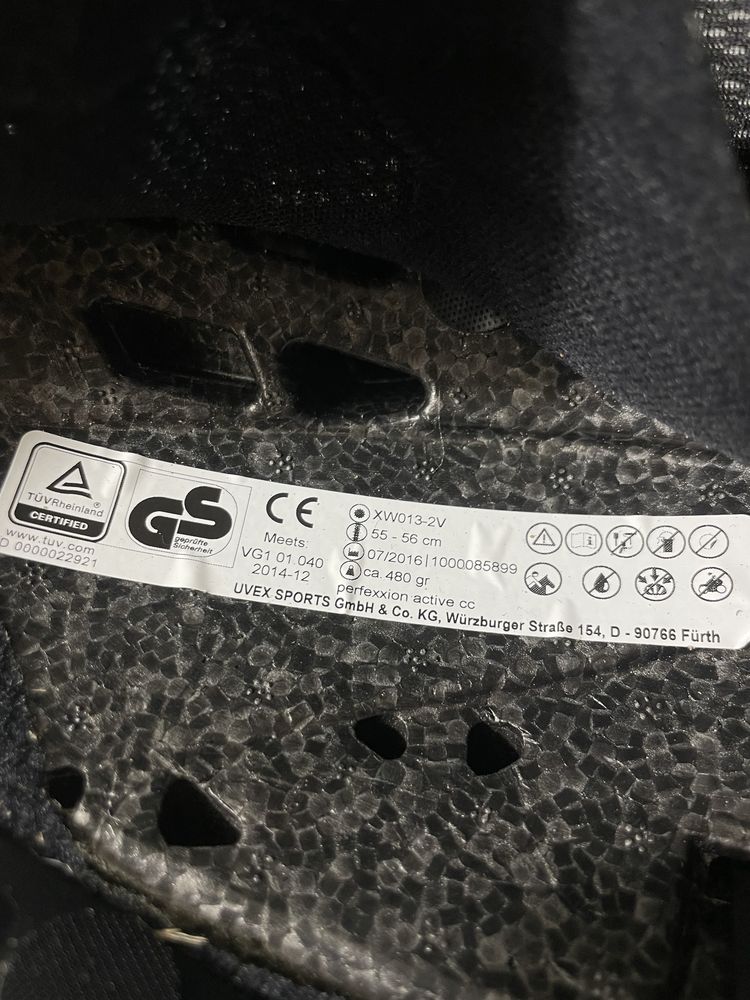 TÜVRheinland®
CERTIFIED
www.tuv.com
D 0000022921
GS
geprüfte
Sicherheit
CE
Meets:
VG1 01.040
2014-12
XW013-2V
55 - 56 cm
07/2016|1000085899
ca. 480 gr
perfexxion active cc
UVEX SPORTS GmbH & Co. KG, Würzburger Straße 154, D - 90766 Fürth